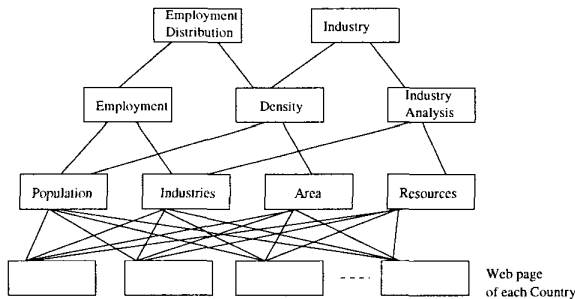 Employment
Distribution
Industry
Employment
Density
Industry
Analysis
Population
Industries
Area
Resources
Web page
of each Country